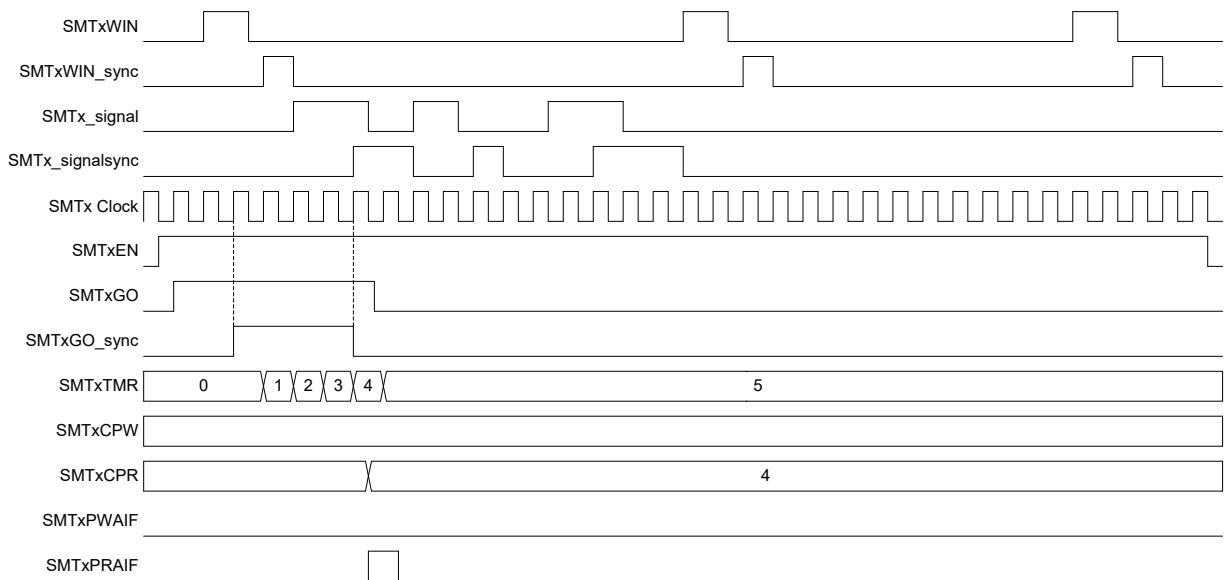 SMTxWIN
SMTxWIN_sync
SMTx_signal
SMTx_signalsync
SMTx Clock
SMTxEN
SMTxGO
SMTxGO_sync
SMTxTMR 0 1 2 3 4 5
SMTxCPW
SMTxCPR 4
SMTxPWAIF
SMTxPRAIF